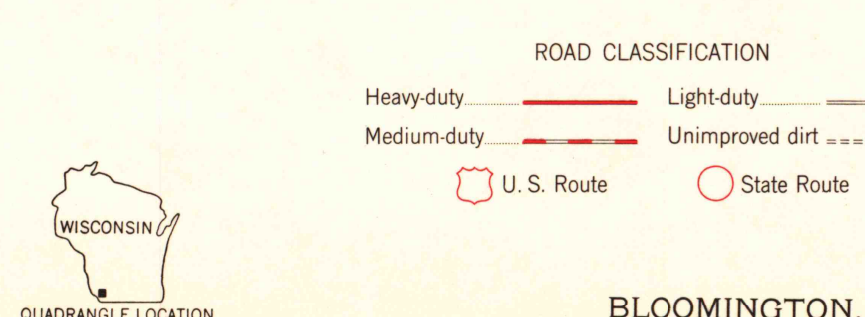 ROAD CLASSIFICATION
Heavy-duty Light-duty
Medium-duty Unimproved dirt
U. S. Route State Route
WISCONSIN
QUADRANGLE LOCATION
BLOOMINGTON,